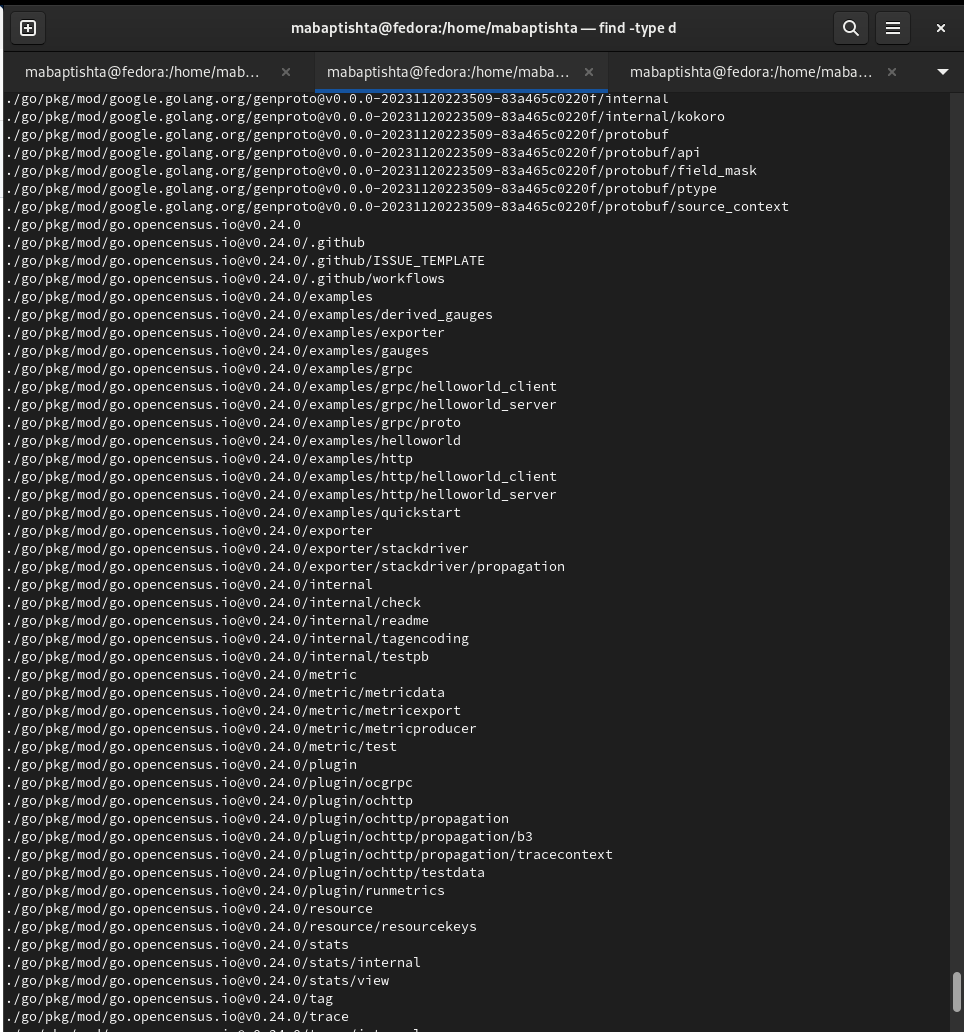 mabaptishta@fedora:/home/mabaptishta — find -type d
mabaptishta@fedora:/home/mab...
mabaptishta@fedora:/home/maba...
mabaptishta@fedora:/home/maba...
./go/pkg/mod/google.golang.org/genproto@v0.0.0-20231120223509-83a465c0220f/internal
./go/pkg/mod/google.golang.org/genproto@v0.0.0-20231120223509-83a465c0220f/internal/kokoro
./go/pkg/mod/google.golang.org/genproto@v0.0.0-20231120223509-83a465c0220f/protobuf
./go/pkg/mod/google.golang.org/genproto@v0.0.0-20231120223509-83a465c0220f/protobuf/api
./go/pkg/mod/google.golang.org/genproto@v0.0.0-20231120223509-83a465c0220f/protobuf/field_mask
./go/pkg/mod/google.golang.org/genproto@v0.0.0-20231120223509-83a465c0220f/protobuf/ptype
./go/pkg/mod/google.golang.org/genproto@v0.0.0-20231120223509-83a465c0220f/protobuf/source_context
./go/pkg/mod/go.opencensus.io@v0.24.0
./go/pkg/mod/go.opencensus.io@v0.24.0/.github
./go/pkg/mod/go.opencensus.io@v0.24.0/.github/ISSUE_TEMPLATE
./go/pkg/mod/go.opencensus.io@v0.24.0/.github/workflows
./go/pkg/mod/go.opencensus.io@v0.24.0/examples
./go/pkg/mod/go.opencensus.io@v0.24.0/examples/derived_gauges
./go/pkg/mod/go.opencensus.io@v0.24.0/examples/exporter
./go/pkg/mod/go.opencensus.io@v0.24.0/examples/gauges
./go/pkg/mod/go.opencensus.io@v0.24.0/examples/grpc
./go/pkg/mod/go.opencensus.io@v0.24.0/examples/grpc/helloworld_client
./go/pkg/mod/go.opencensus.io@v0.24.0/examples/grpc/helloworld_server
./go/pkg/mod/go.opencensus.io@v0.24.0/examples/grpc/proto
./go/pkg/mod/go.opencensus.io@v0.24.0/examples/helloworld
./go/pkg/mod/go.opencensus.io@v0.24.0/examples/http
./go/pkg/mod/go.opencensus.io@v0.24.0/examples/http/helloworld_client
./go/pkg/mod/go.opencensus.io@v0.24.0/examples/http/helloworld_server
./go/pkg/mod/go.opencensus.io@v0.24.0/examples/quickstart
./go/pkg/mod/go.opencensus.io@v0.24.0/exporter
./go/pkg/mod/go.opencensus.io@v0.24.0/exporter/stackdriver
./go/pkg/mod/go.opencensus.io@v0.24.0/exporter/stackdriver/propagation
./go/pkg/mod/go.opencensus.io@v0.24.0/internal
./go/pkg/mod/go.opencensus.io@v0.24.0/internal/check
./go/pkg/mod/go.opencensus.io@v0.24.0/internal/readme
./go/pkg/mod/go.opencensus.io@v0.24.0/internal/tagencoding
./go/pkg/mod/go.opencensus.io@v0.24.0/internal/testpb
./go/pkg/mod/go.opencensus.io@v0.24.0/metric
./go/pkg/mod/go.opencensus.io@v0.24.0/metric/metricdata
./go/pkg/mod/go.opencensus.io@v0.24.0/metric/metricexport
./go/pkg/mod/go.opencensus.io@v0.24.0/metric/metricproducer
./go/pkg/mod/go.opencensus.io@v0.24.0/metric/test
./go/pkg/mod/go.opencensus.io@v0.24.0/plugin
./go/pkg/mod/go.opencensus.io@v0.24.0/plugin/ocgrpc
./go/pkg/mod/go.opencensus.io@v0.24.0/plugin/ochttp
./go/pkg/mod/go.opencensus.io@v0.24.0/plugin/ochttp/propagation
./go/pkg/mod/go.opencensus.io@v0.24.0/plugin/ochttp/propagation/b3
./go/pkg/mod/go.opencensus.io@v0.24.0/plugin/ochttp/propagation/tracecontext
./go/pkg/mod/go.opencensus.io@v0.24.0/plugin/ochttp/testdata
./go/pkg/mod/go.opencensus.io@v0.24.0/plugin/runmetrics
./go/pkg/mod/go.opencensus.io@v0.24.0/resource
./go/pkg/mod/go.opencensus.io@v0.24.0/resource/resourcekeys
./go/pkg/mod/go.opencensus.io@v0.24.0/stats
./go/pkg/mod/go.opencensus.io@v0.24.0/stats/internal
./go/pkg/mod/go.opencensus.io@v0.24.0/stats/view
./go/pkg/mod/go.opencensus.io@v0.24.0/tag
./go/pkg/mod/go.opencensus.io@v0.24.0/trace